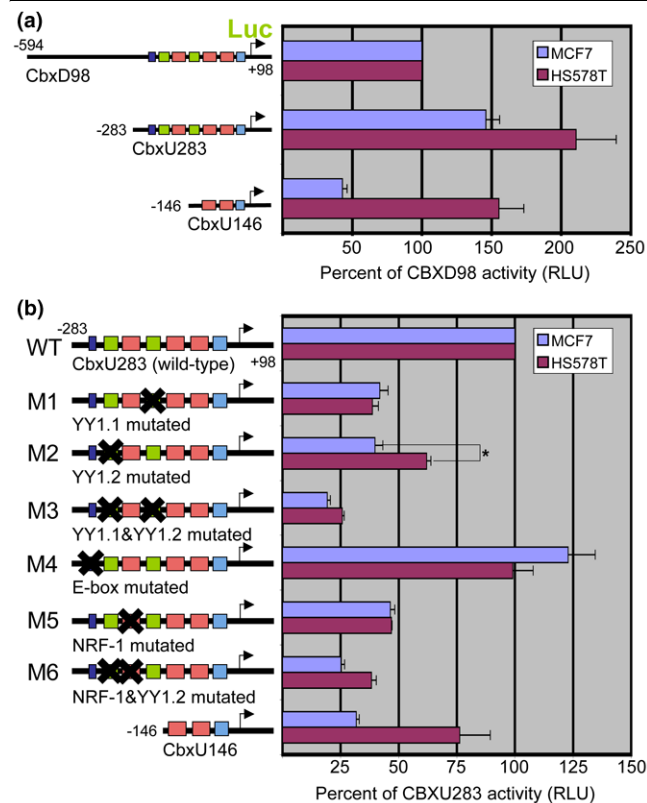 (a)
Luc
-594
+98
CbxD98
MCF7
HS578T
-283
CbxU283
-146
CbxU146
50 100 150 200 250
Percent of CBXD98 activity (RLU)
(b)
-283
WT
CbxU283 (wild-type)
+98
MCF7
HS578T
M1
YY1.1 mutated
M2
*
YY1.2 mutated
M3
YY1.1&YY1.2 mutated
M4
E-box mutated
M5
NRF-1 mutated
M6
NRF-1&YY1.2 mutated
-146
CbxU146
25 50 75 100 125 150
Percent of CBXU283 activity (RLU)